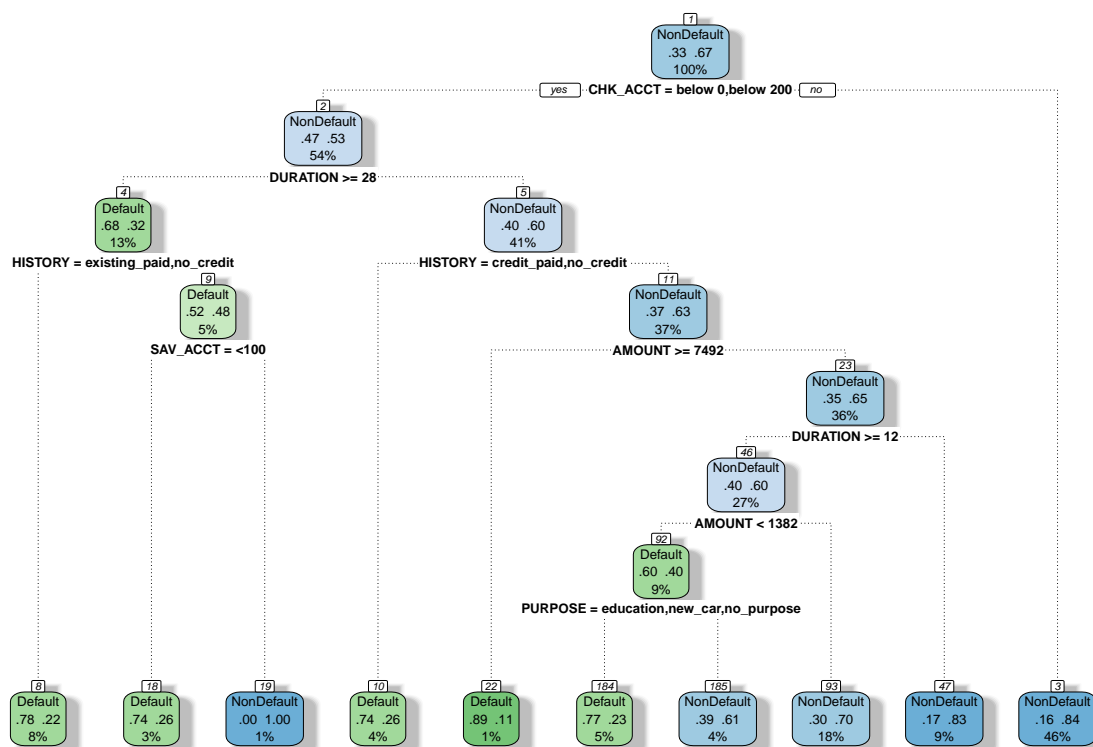 1
NonDefault
.33 .67
100%
yes CHK_ACCT = below 0,below 200 no
2
NonDefault
.47 .53
54%
DURATION >= 28
4
Default
.68 .32
13%
HISTORY = existing_paid,no_credit
5
NonDefault
.40 .60
41%
HISTORY = credit_paid,no_credit
9
Default
.52 .48
5%
SAV_ACCT = <100
11
NonDefault
.37 .63
37%
AMOUNT >= 7492
23
NonDefault
.35 .65
36%
DURATION >= 12
46
NonDefault
.40 .60
27%
AMOUNT < 1382
92
Default
.60 .40
9%
PURPOSE = education,new_car,no_purpose
8
Default
.78 .22
8%
18
Default
.74 .26
3%
19
NonDefault
.00 1.00
1%
10
Default
.74 .26
4%
22
Default
.89 .11
1%
184
Default
.77 .23
5%
185
NonDefault
.39 .61
4%
93
NonDefault
.30 .70
18%
47
NonDefault
.17 .83
9%
3
NonDefault
.16 .84
46%